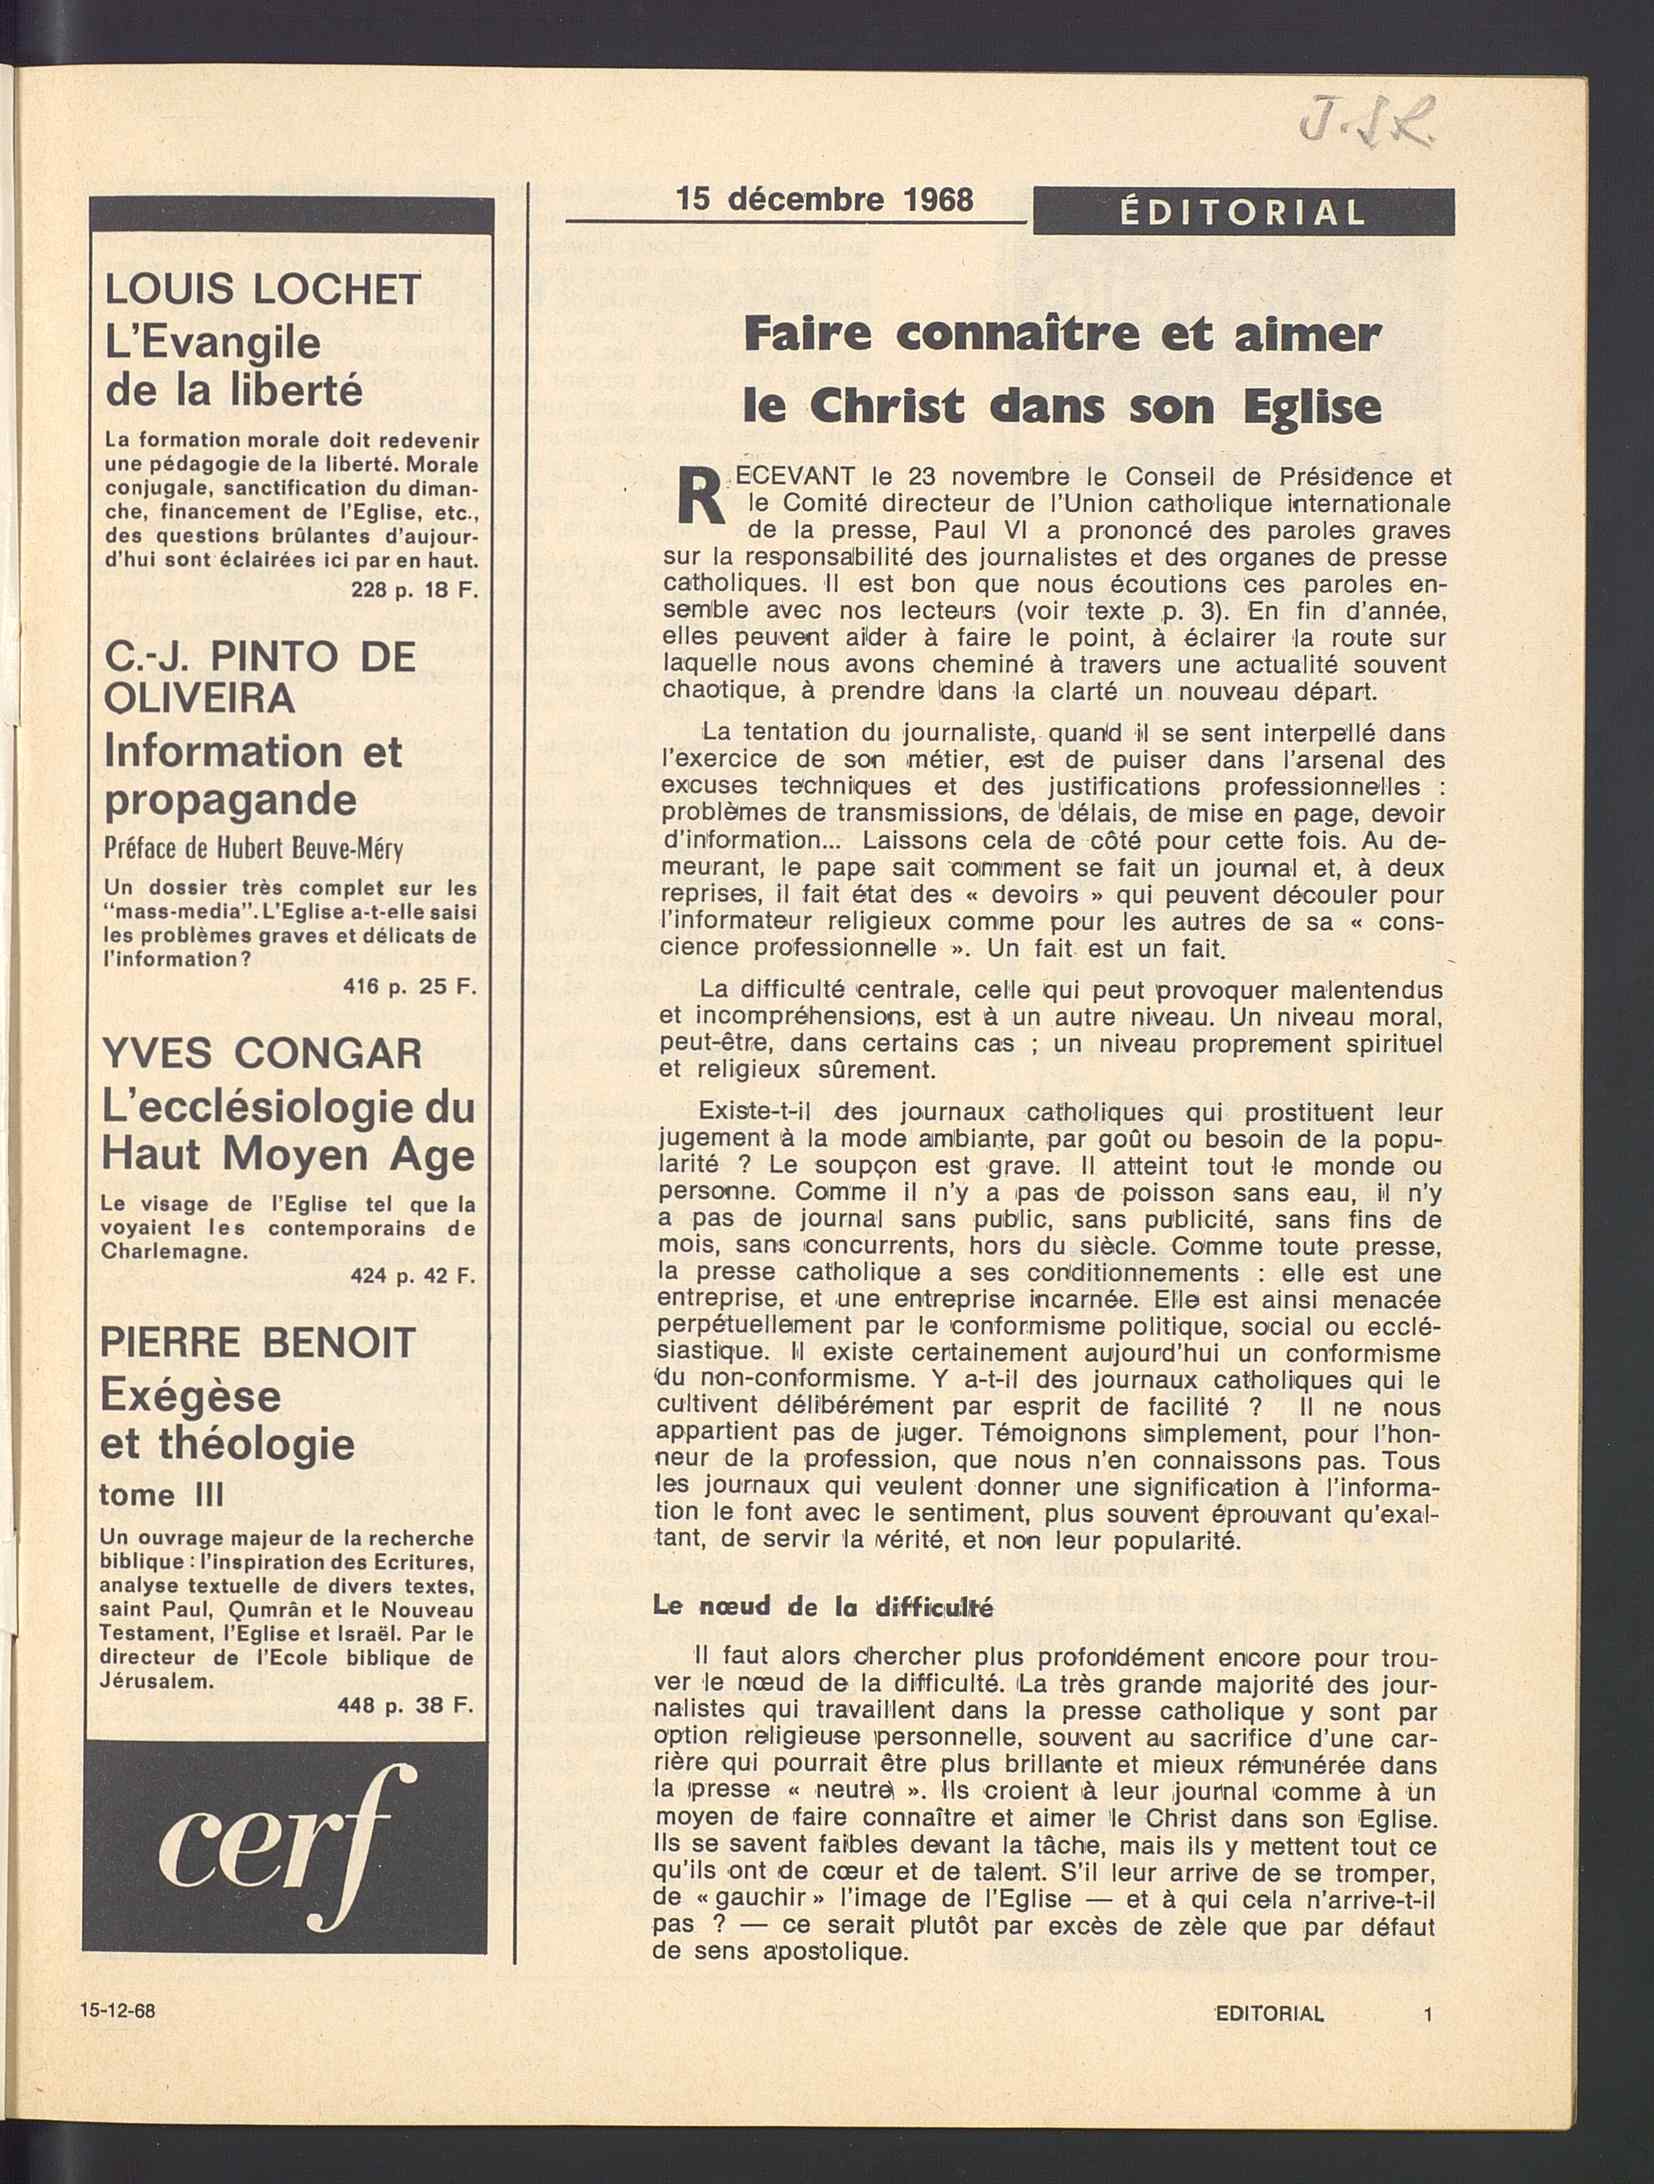 J.S.R.
LOUIS LOCHET
L'Evangile
de la liberté
La formation morale doit redevenir
une pédagogie de la liberté. Morale
conjugale, sanctification du diman-
che, financement de l'Eglise, etc.,
des questions brûlantes d'aujour-
d'hui sont éclairées ici par en haut.
228 p. 18 F.
C.-J. PINTO DE
OLIVEIRA
Information et
propagande
Préface de Hubert Beuve-Méry
Un dossier très complet sur les
"mass-media". L'Eglise a-t-elle saisi
les problèmes graves et délicats de
l'information?
416 p. 25 F.
YVES CONGAR
L'ecclésiologie du
Haut Moyen Age
Le visage de l'Eglise tel que la
voyaient les contemporains de
Charlemagne.
424 p. 42 F.
PIERRE BENOIT
Exégèse
et théologie
tome III
Un ouvrage majeur de la recherche
biblique : l'inspiration des Ecritures,
analyse textuelle de divers textes,
saint Paul, Qumrân et le Nouveau
Testament, l'Eglise et Israël. Par le
directeur de l'Ecole biblique de
Jérusalem.
448 p. 38 F.
cerf
15 décembre 1968
ÉDITORIAL
Faire connaître et aimer
le Christ dans son Eglise
RECEVANT le 23 novembre le Conseil de Présidence et
le Comité directeur de l'Union catholique internationale
de la presse, Paul VI a prononcé des paroles graves
sur la responsabilité des journalistes et des organes de presse
catholiques. Il est bon que nous écoutions ces paroles en-
semble avec nos lecteurs (voir texte p. 3). En fin d'année,
elles peuvent aider à faire le point, à éclairer la route sur
laquelle nous avons cheminé à travers une actualité souvent
chaotique, à prendre dans la clarté un nouveau départ.
La tentation du journaliste, quand il se sent interpellé dans
l'exercice de son métier, est de puiser dans l'arsenal des
excuses techniques et des justifications professionnelles :
problèmes de transmissions, de délais, de mise en page, devoir
d'information... Laissons cela de côté pour cette fois. Au de-
meurant, le pape sait comment se fait un journal et, à deux
reprises, il fait état des « devoirs » qui peuvent découler pour
l'informateur religieux comme pour les autres de sa « cons-
cience professionnelle ». Un fait est un fait.
La difficulté centrale, celle qui peut provoquer malentendus
et incompréhensions, est à un autre niveau. Un niveau moral,
peut-être, dans certains cas ; un niveau proprement spirituel
et religieux sûrement.
Existe-t-il des journaux catholiques qui prostituent leur
jugement à la mode ambiante, par goût ou besoin de la popu-
larité ? Le soupçon est grave. Il atteint tout le monde ou
personne. Comme il n'y a pas de poisson sans eau, il n'y
a pas de journal sans public, sans publicité, sans fins de
mois, sans concurrents, hors du siècle. Comme toute presse,
la presse catholique a ses conditionnements : elle est une
entreprise, et une entreprise incarnée. Elle est ainsi menacée
perpétuellement par le conformisme politique, social ou ecclé-
siastique. Il existe certainement aujourd'hui un conformisme
du non-conformisme. Y a-t-il des journaux catholiques qui le
cultivent délibérément par esprit de facilité ? Il ne nous
appartient pas de juger. Témoignons simplement, pour l'hon-
neur de la profession, que nous n'en connaissons pas. Tous
les journaux qui veulent donner une signification à l'informa-
tion le font avec le sentiment, plus souvent éprouvant qu'exal-
tant, de servir la vérité, et non leur popularité.
Le nœud de la difficulté
Il faut alors chercher plus profondément encore pour trou-
ver le nœud de la difficulté. La très grande majorité des jour-
nalistes qui travaillent dans la presse catholique y sont par
option religieuse personnelle, souvent au sacrifice d'une car-
rière qui pourrait être plus brillante et mieux rémunérée dans
la presse « neutre ». Ils croient à leur journal comme à un
moyen de faire connaître et aimer le Christ dans son Eglise.
Ils se savent faibles devant la tâche, mais ils y mettent tout ce
qu'ils ont de cœur et de talent. S'il leur arrive de se tromper,
de « gauchir » l'image de l'Eglise — et à qui cela n'arrive-t-il
pas ? — ce serait plutôt par excès de zèle que par défaut
de sens apostolique.
15-12-68
EDITORIAL 1